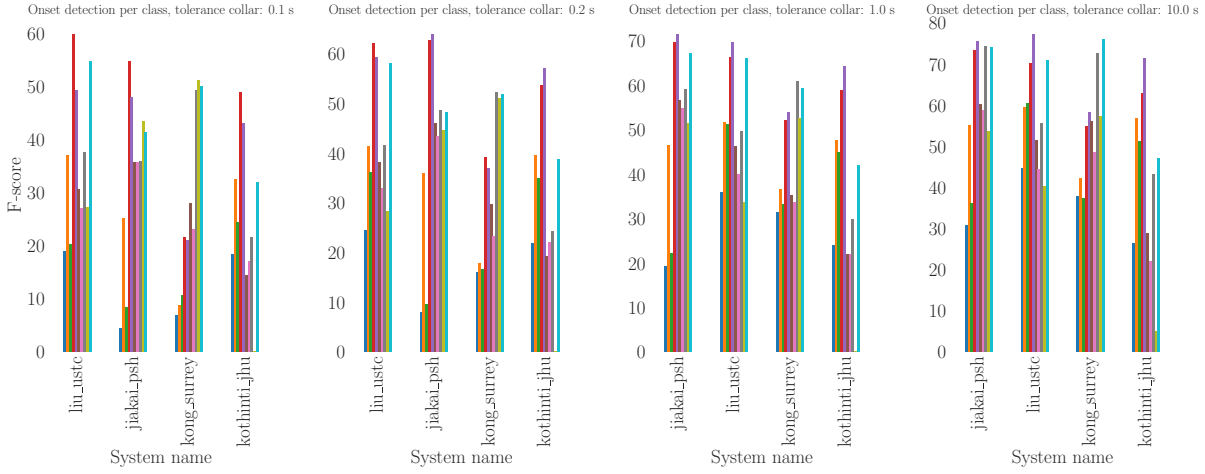 Onset detection per class, tolerance collar: 0.1 s
F-score
60
50
40
30
20
10
0
liu_ustc
jiakai_psh
kong_surrey
kothinti_jhu
System name
Onset detection per class, tolerance collar: 0.2 s
60
50
40
30
20
10
0
liu_ustc
jiakai_psh
kong_surrey
kothinti_jhu
System name
Onset detection per class, tolerance collar: 1.0 s
70
60
50
40
30
20
10
0
jiakai_psh
liu_ustc
kong_surrey
kothinti_jhu
System name
Onset detection per class, tolerance collar: 10.0 s
80
70
60
50
40
30
20
10
0
jiakai_psh
liu_ustc
kong_surrey
kothinti_jhu
System name